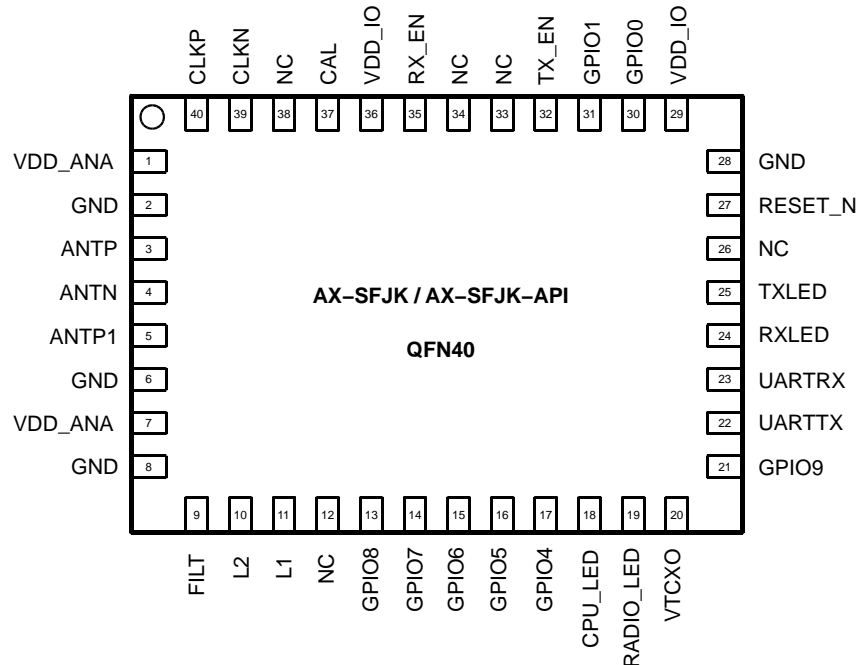 CLKP
CLKN
NC
CAL
VDD_IO
RX_EN
NC
NC
TX_EN
GPIO1
GPIO0
VDD_IO
40
39
38
37
36
35
34
33
32
31
30
29
VDD_ANA 1
GND 2
ANTP 3
ANTN 4
ANTP1 5
GND 6
VDD_ANA 7
GND 8
28 GND
27 RESET_N
26 NC
25 TXLED
24 RXLED
23 UARTRX
22 UARTTX
21 GPIO9
AX−SFJK / AX−SFJK−API
QFN40
9
10
11
12
13
14
15
16
17
18
19
20
FILT
L2
L1
NC
GPIO8
GPIO7
GPIO6
GPIO5
GPIO4
CPU_LED
RADIO_LED
VTCXO